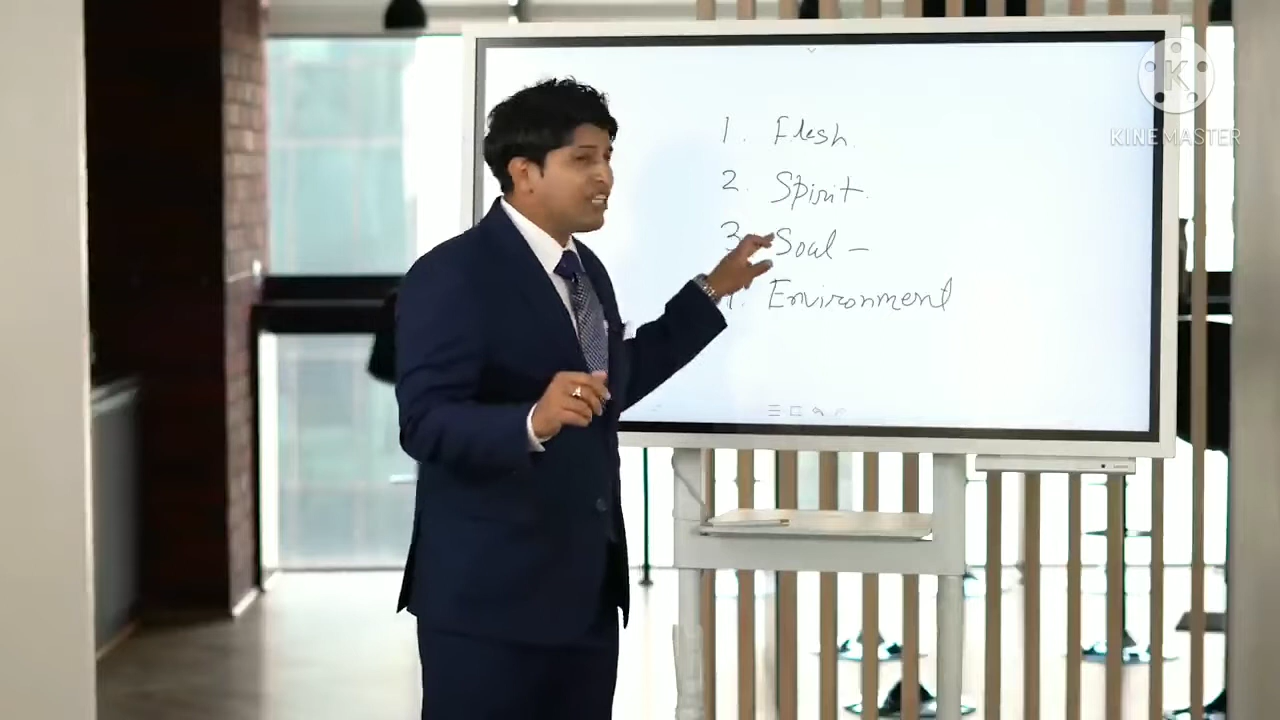 1. Flesh.
2. Spirit.
3 Soul –
4. Environment
K
KINEMASTER